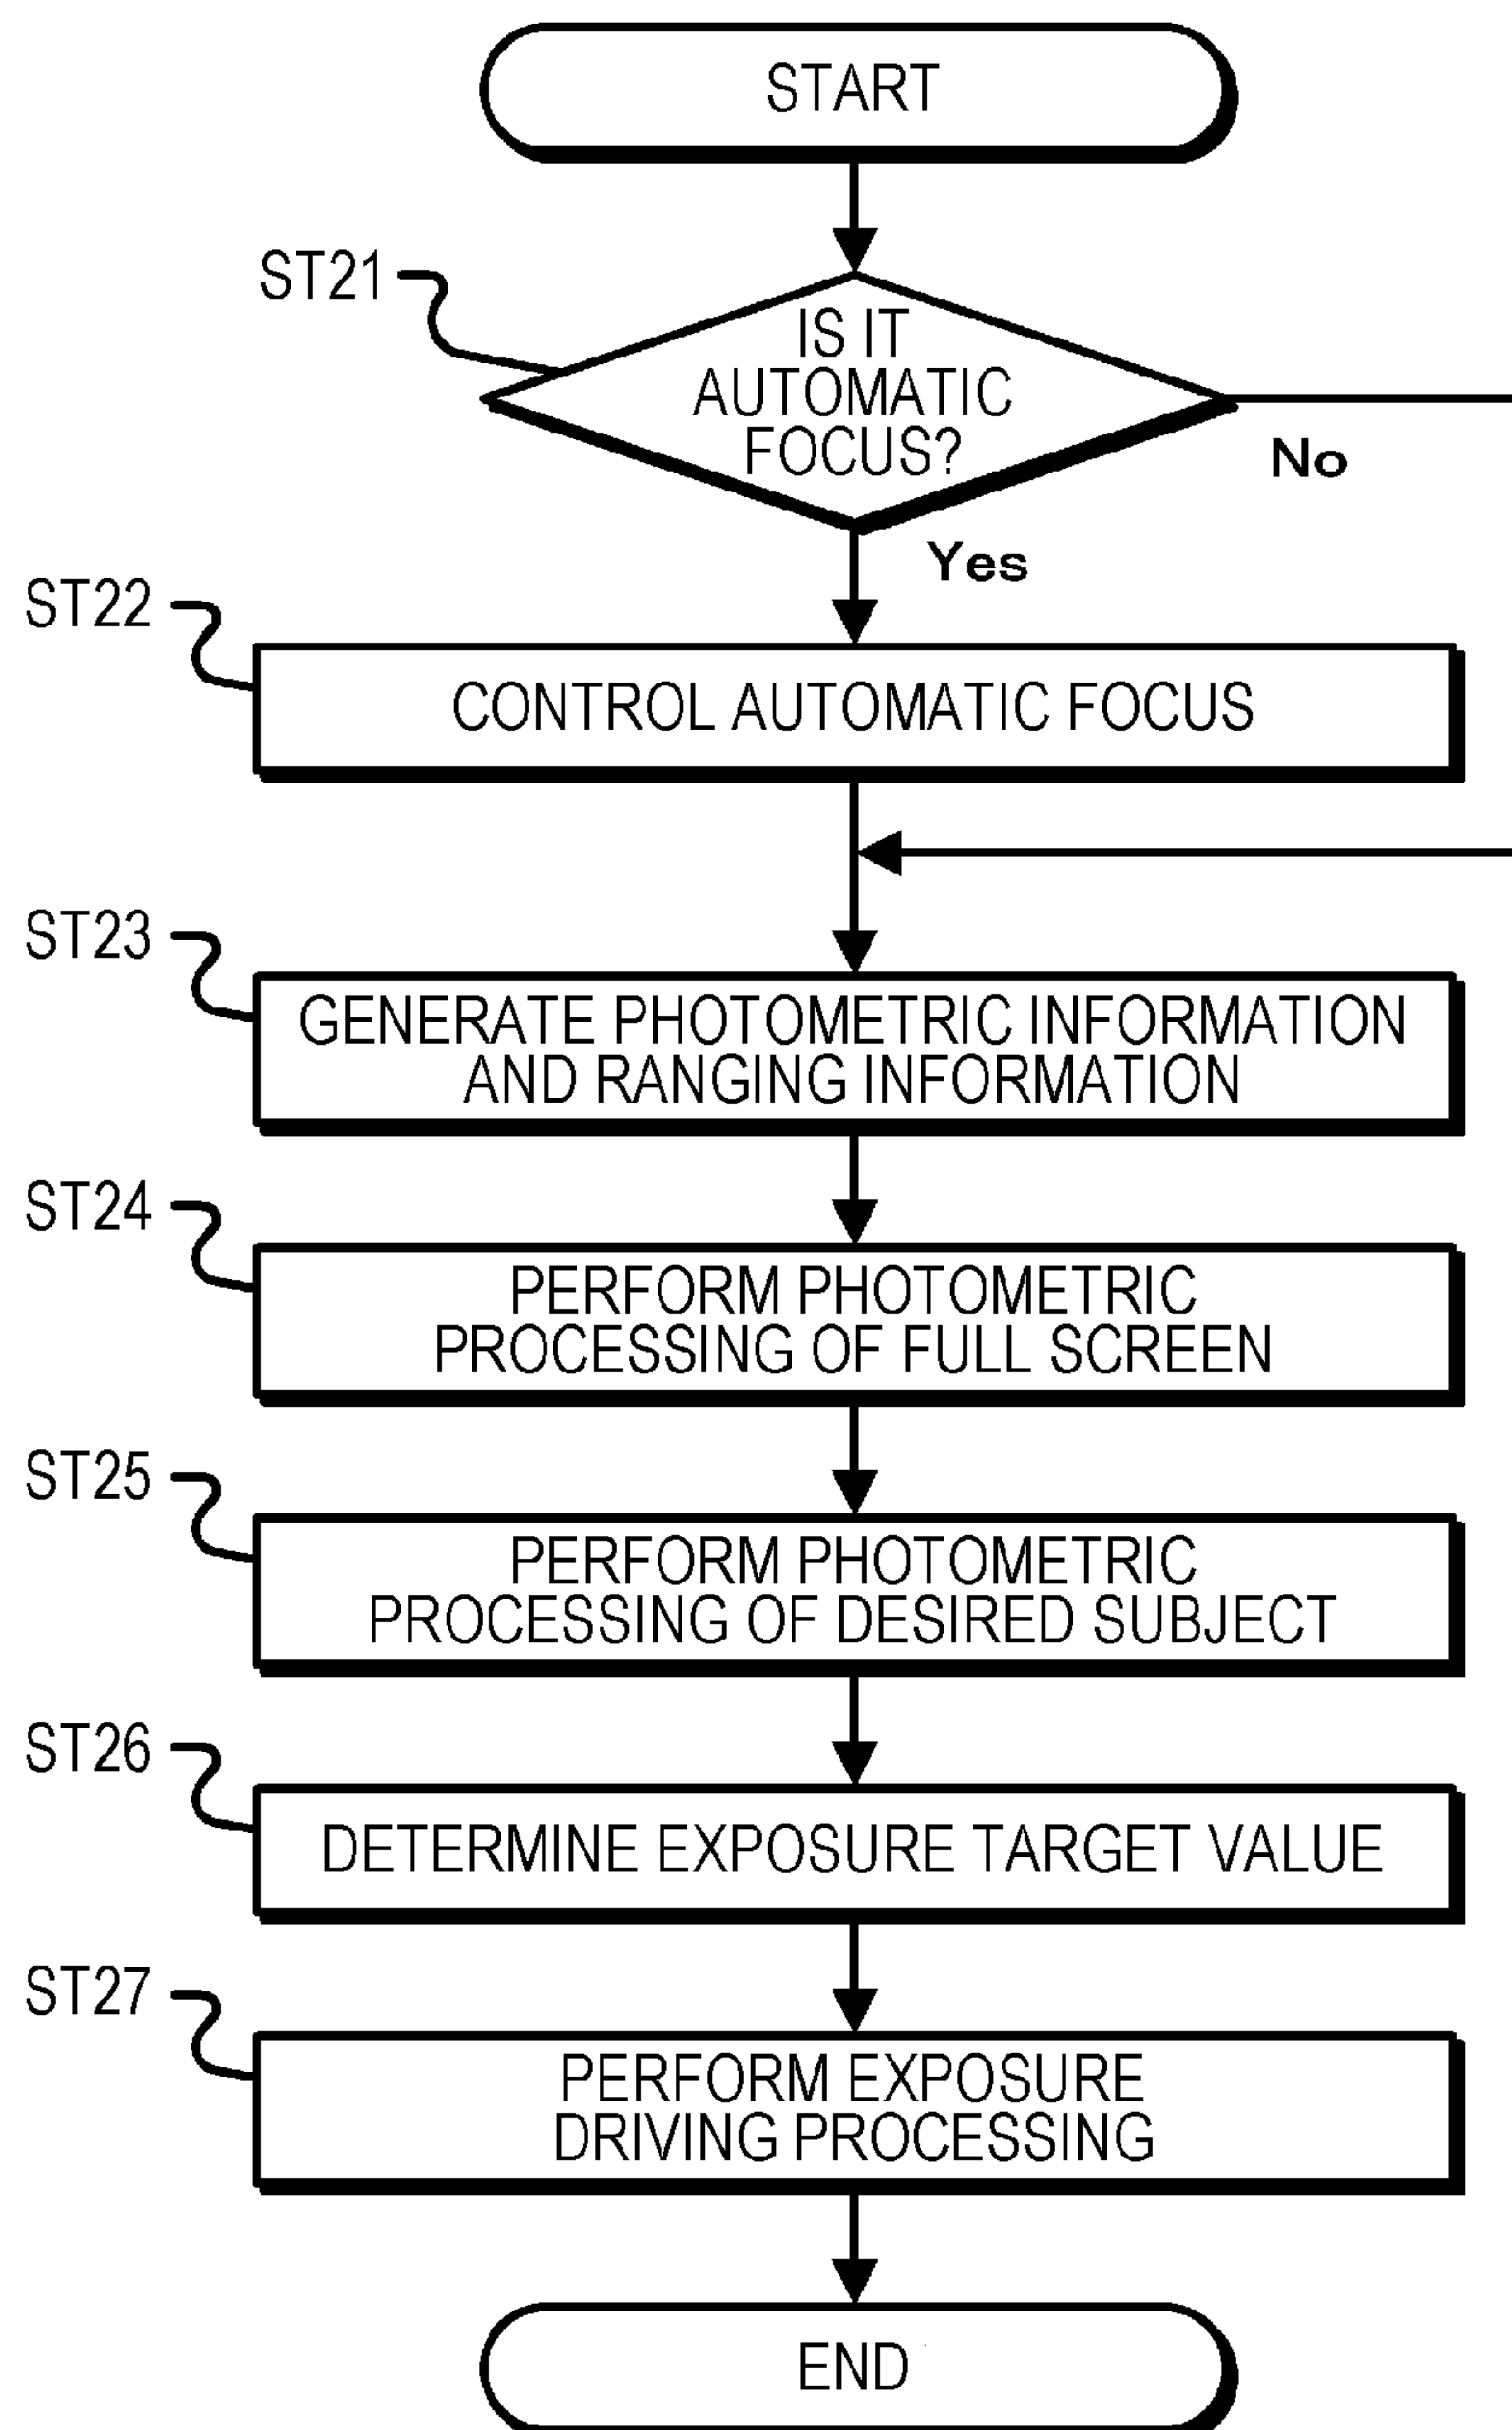 START
ST21
IS IT
AUTOMATIC
FOCUS?
No
Yes
ST22
CONTROL AUTOMATIC FOCUS
ST23
GENERATE PHOTOMETRIC INFORMATION
AND RANGING INFORMATION
ST24
PERFORM PHOTOMETRIC
PROCESSING OF FULL SCREEN
ST25
PERFORM PHOTOMETRIC
PROCESSING OF DESIRED SUBJECT
ST26
DETERMINE EXPOSURE TARGET VALUE
ST27
PERFORM EXPOSURE
DRIVING PROCESSING
END